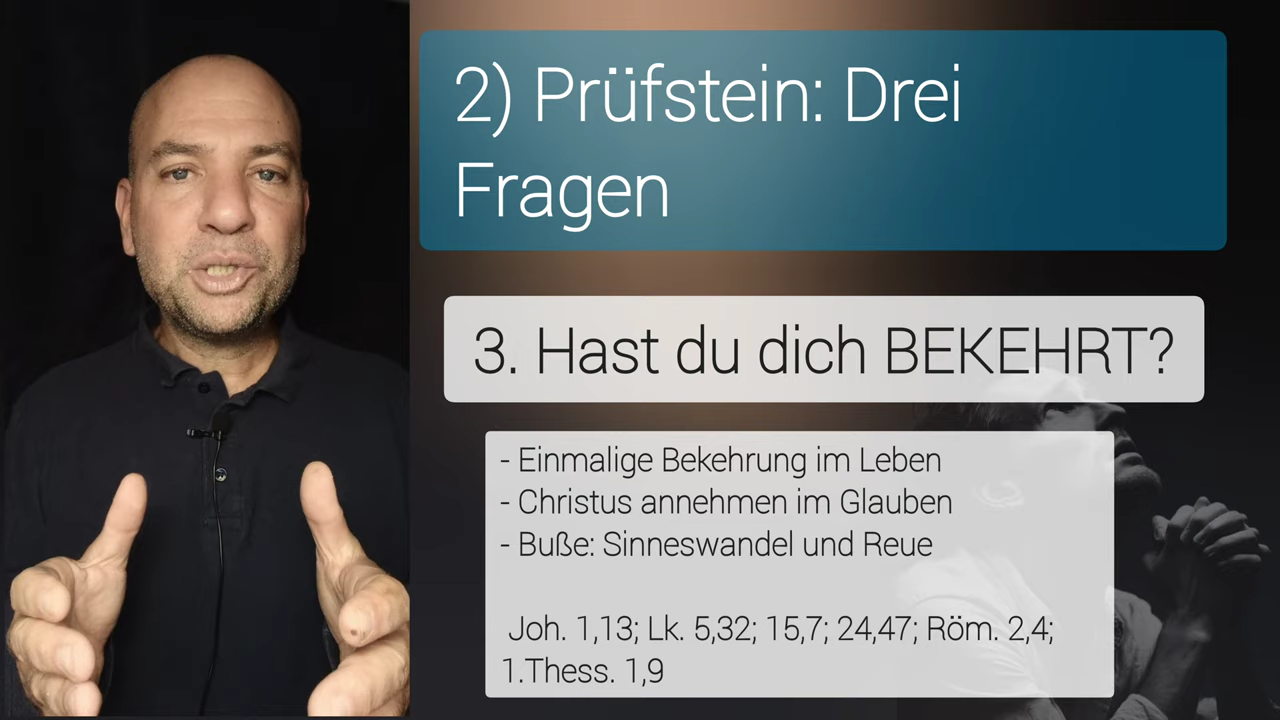 2) Prüfstein: Drei
Fragen
3. Hast du dich BEKEHRT?
- Einmalige Bekehrung im Leben
- Christus annehmen im Glauben
- Buße: Sinneswandel und Reue
Joh. 1,13; Lk. 5,32; 15,7; 24,47; Röm. 2,4;
1.Thess. 1,9